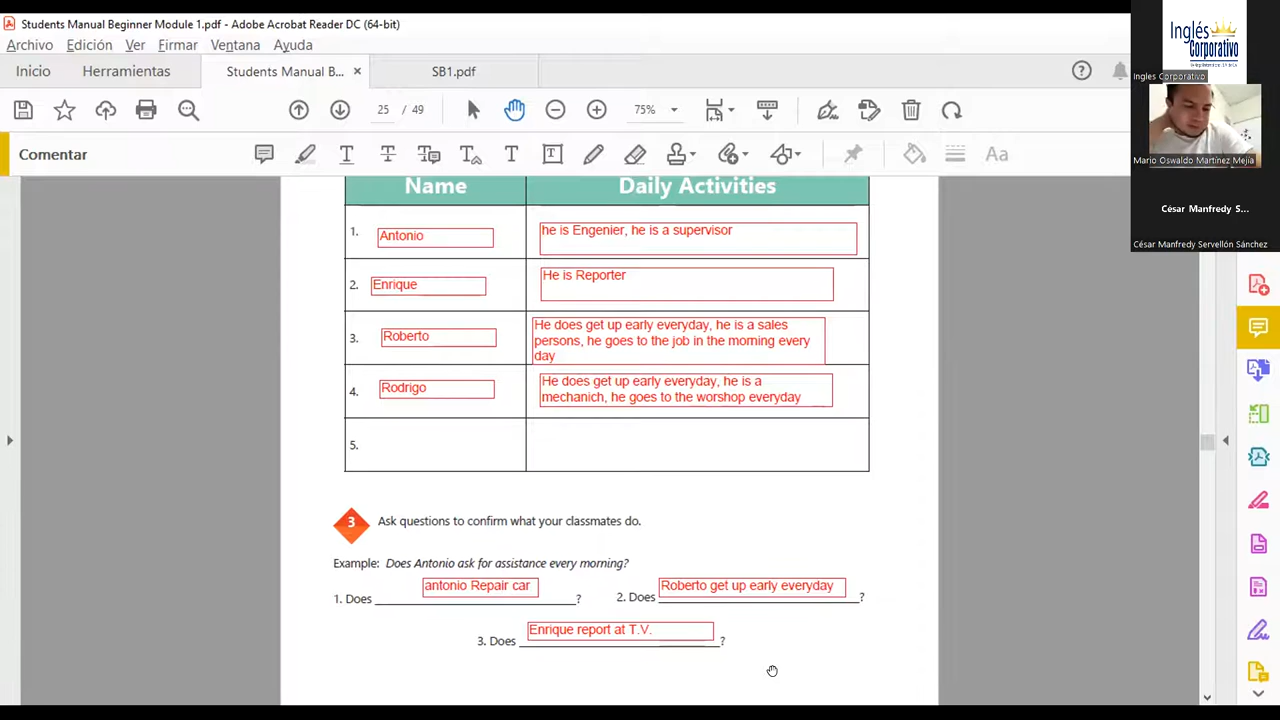 Students Manual Beginner Module 1.pdf - Adobe Acrobat Reader DC (64-bit)
Archivo Edición Ver Firmar Ventana Ayuda
Inicio Herramientas Students Manual B... × SB1.pdf
25 / 49 75%
Comentar
Inglés
Corporativo
Ingles Corporativo
Mario Oswaldo Martínez Mejía
César Manfredy S...
César Manfredy Servellón Sánchez
Name Daily Activities
1. Antonio he is Engenier, he is a supervisor
2. Enrique He is Reporter
3. Roberto He does get up early everyday, he is a sales
persons, he goes to the job in the morning every
day
4. Rodrigo He does get up early everyday, he is a
mechanich, he goes to the worshop everyday
5.
3 Ask questions to confirm what your classmates do.
Example: Does Antonio ask for assistance every morning?
1. Does antonio Repair car ? 2. Does Roberto get up early everyday ?
3. Does Enrique report at T.V. ?